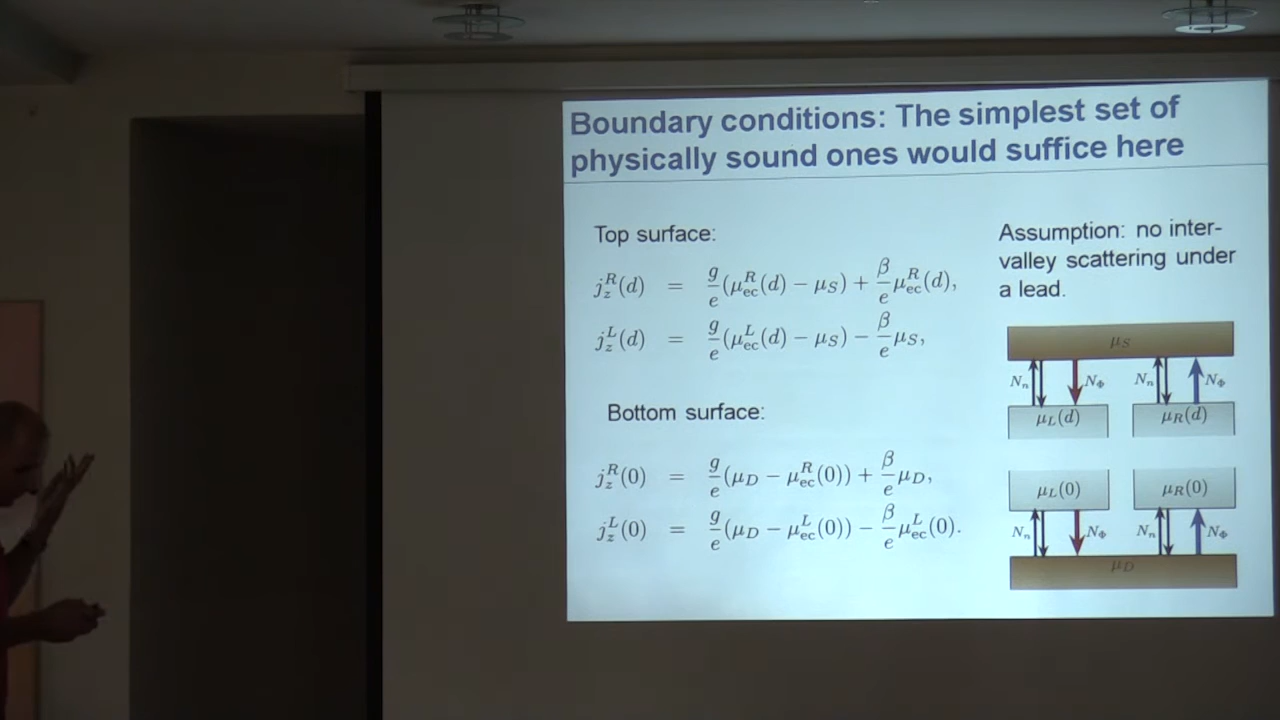 Boundary conditions: The simplest set of
physically sound ones would suffice here
Top surface:
j_z^R(d) = g/e (μ_ec^R(d) − μ_S) + β/e μ_ec^R(d),
j_z^L(d) = g/e (μ_ec^L(d) − μ_S) − β/e μ_S,
Bottom surface:
j_z^R(0) = g/e (μ_D − μ_ec^R(0)) + β/e μ_D,
j_z^L(0) = g/e (μ_D − μ_ec^L(0)) − β/e μ_ec^L(0).
Assumption: no inter-
valley scattering under
a lead.
μ_S
N_n N_Φ N_n N_Φ
μ_L(d) μ_R(d)
μ_L(0) μ_R(0)
N_n N_Φ N_n N_Φ
μ_D